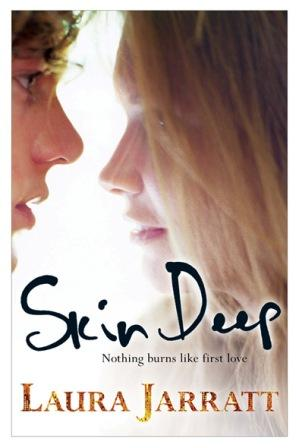 Skin Deep
Nothing burns like first love
LAURA JARRATT